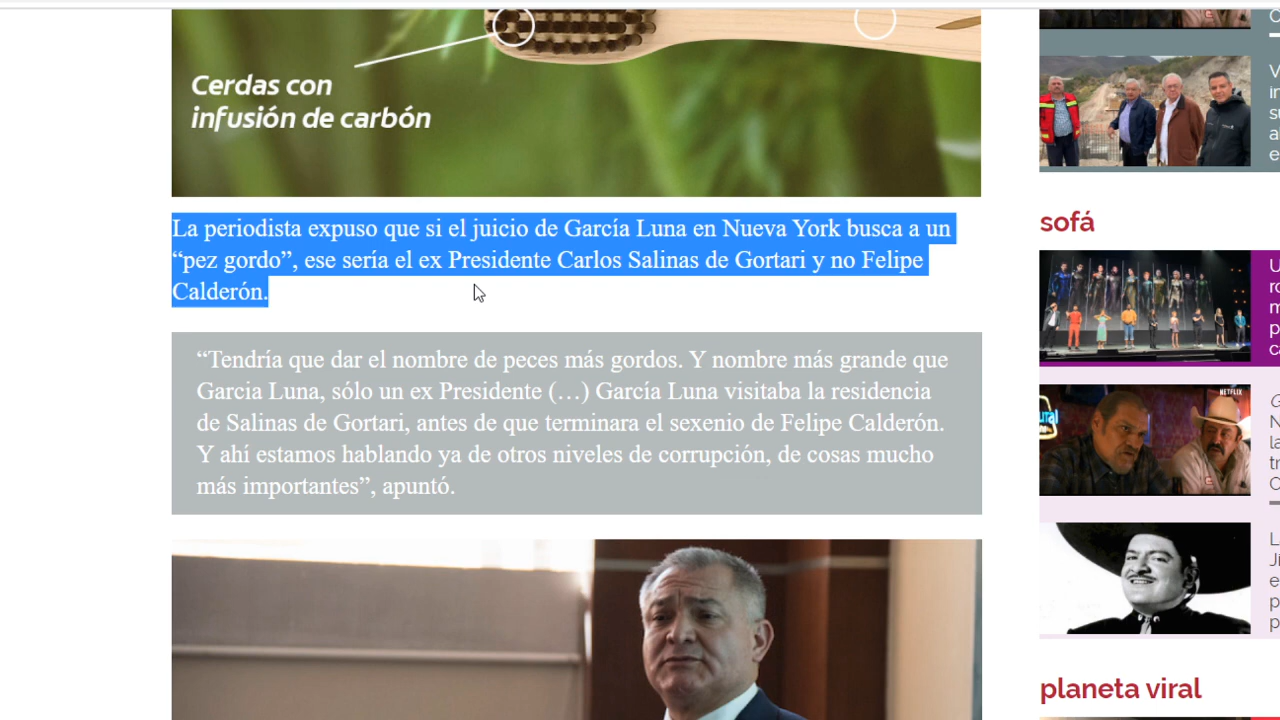 Cerdas con
infusión de carbón
La periodista expuso que si el juicio de García Luna en Nueva York busca a un
“pez gordo”, ese sería el ex Presidente Carlos Salinas de Gortari y no Felipe
Calderón.
“Tendría que dar el nombre de peces más gordos. Y nombre más grande que
Garcia Luna, sólo un ex Presidente (…) García Luna visitaba la residencia
de Salinas de Gortari, antes de que terminara el sexenio de Felipe Calderón.
Y ahí estamos hablando ya de otros niveles de corrupción, de cosas mucho
más importantes”, apuntó.
sofá
NETFLIX
planeta viral